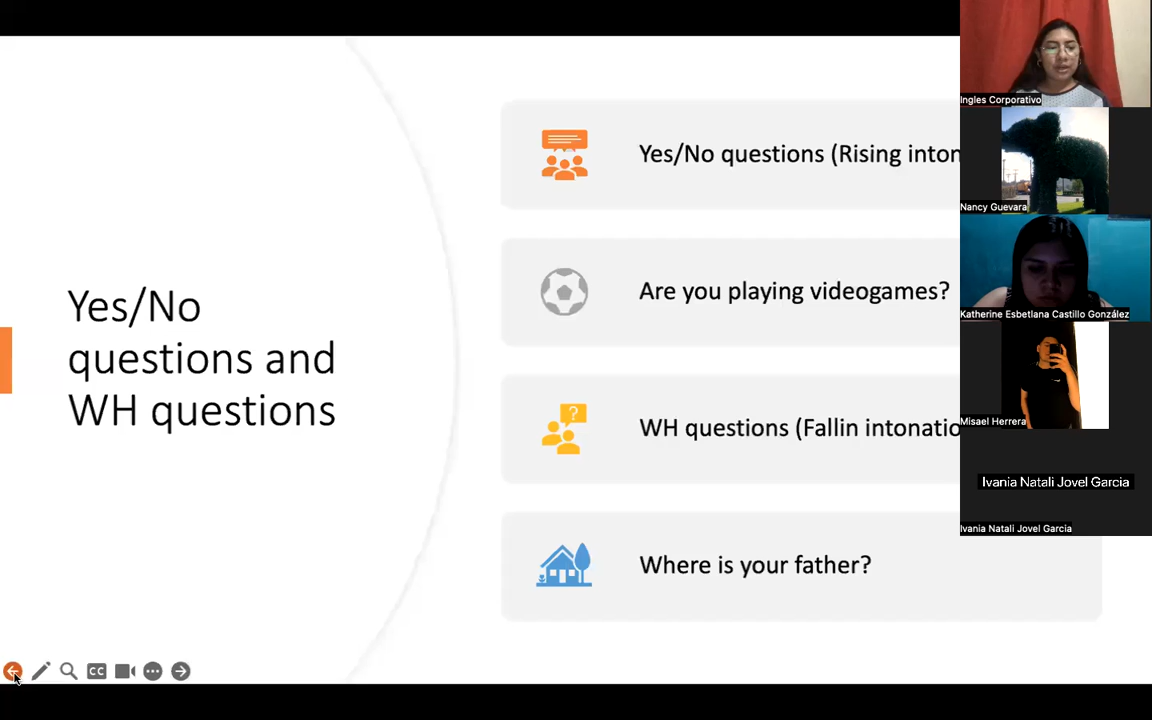 Yes/No
questions and
WH questions
Yes/No questions (Rising inton
Are you playing videogames?
WH questions (Fallin intonatio
Where is your father?
Ingles Corporativo
Nancy Guevara
Katherine Esbetlana Castillo González
Misael Herrera
Ivania Natali Jovel Garcia
Ivania Natali Jovel Garcia
CC